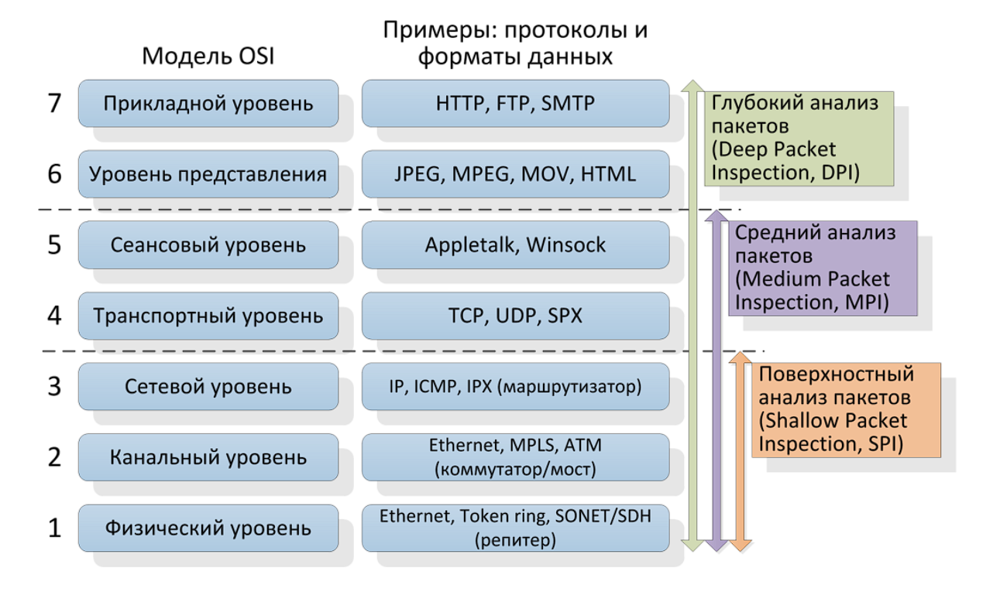 Модель OSI
Примеры: протоколы и
форматы данных
7
Прикладной уровень
HTTP, FTP, SMTP
Глубокий анализ
пакетов
(Deep Packet
Inspection, DPI)
6
Уровень представления
JPEG, MPEG, MOV, HTML
5
Сеансовый уровень
Appletalk, Winsock
Средний анализ
пакетов
(Medium Packet
Inspection, MPI)
4
Транспортный уровень
TCP, UDP, SPX
3
Сетевой уровень
IP, ICMP, IPX (маршрутизатор)
Поверхностный
анализ пакетов
(Shallow Packet
Inspection, SPI)
2
Канальный уровень
Ethernet, MPLS, ATM
(коммутатор/мост)
1
Физический уровень
Ethernet, Token ring, SONET/SDH
(репитер)